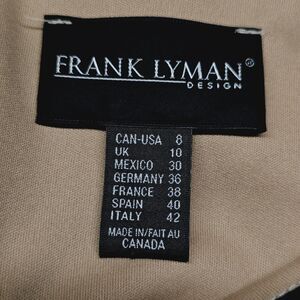 FRANK LYMAN®
DESIGN
CAN-USA 8
UK 10
MEXICO 30
GERMANY 36
FRANCE 38
SPAIN 40
ITALY 42
MADE IN/FAIT AU
CANADA